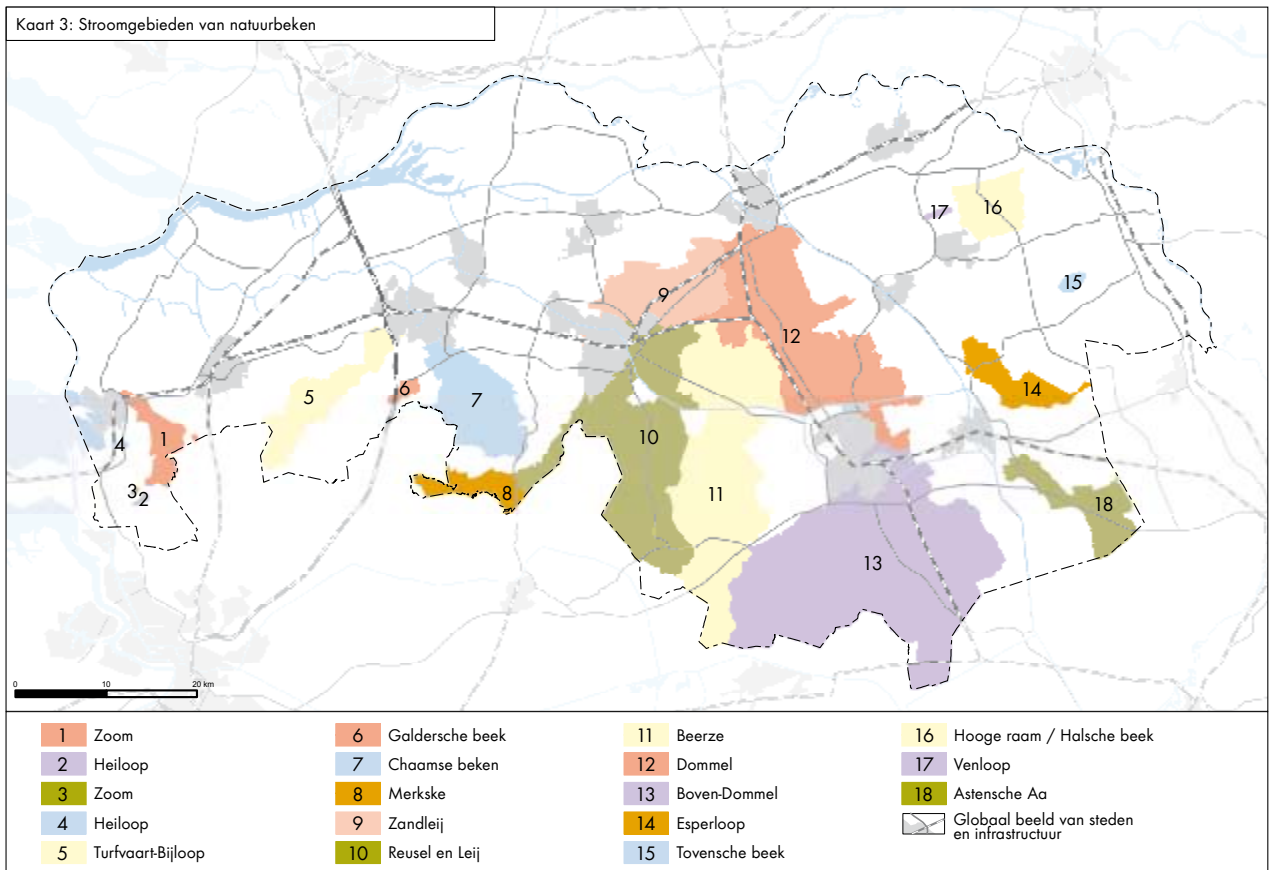 Kaart 3: Stroomgebieden van natuurbeken
17
16
15
9
12
5
6
7
14
4
1
10
3
2
8
11
18
13
0
10
20 km
1 Zoom
2 Heiloop
3 Zoom
4 Heiloop
5 Turfvaart-Bijloop
6 Galdersche beek
7 Chaamse beken
8 Merkske
9 Zandleij
10 Reusel en Leij
11 Beerze
12 Dommel
13 Boven-Dommel
14 Esperloop
15 Tovensche beek
16 Hooge raam / Halsche beek
17 Venloop
18 Astensche Aa
Globaal beeld van steden
en infrastructuur